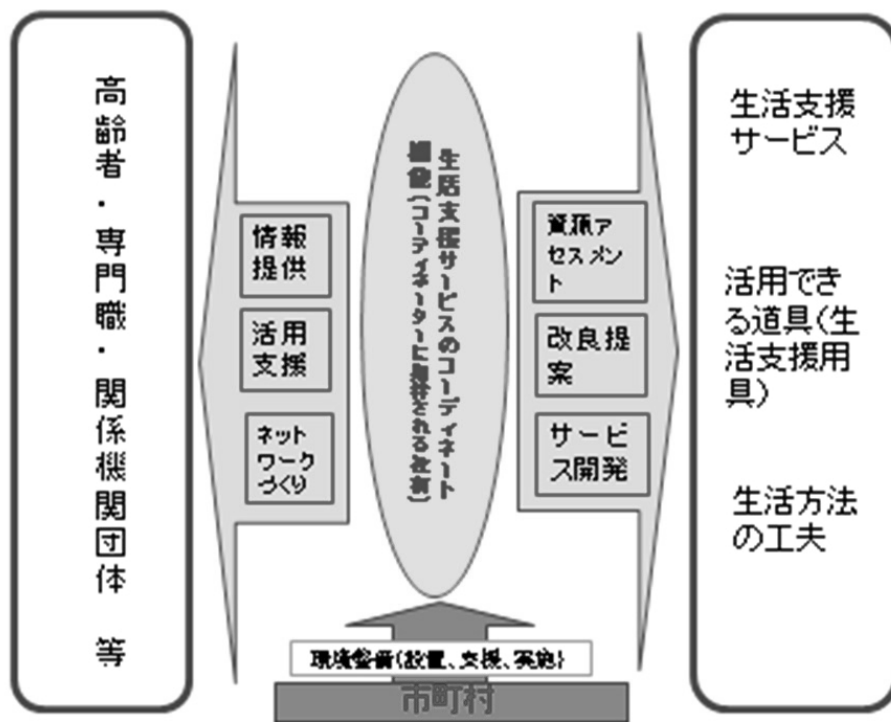 高齢者・専門職・関係機関団体　等
情報
提供
活用
支援
ネット
ワーク
づくり
生活支援サービスのコーディネート
機能(コーディネーターに期待される役割)
資源ア
セスメン
ト
改良提
案
サービ
ス開発
生活支援
サービス
活用でき
る道具(生
活支援用
具)
生活方法
の工夫
環境整備(設置、支援、実施)
市町村